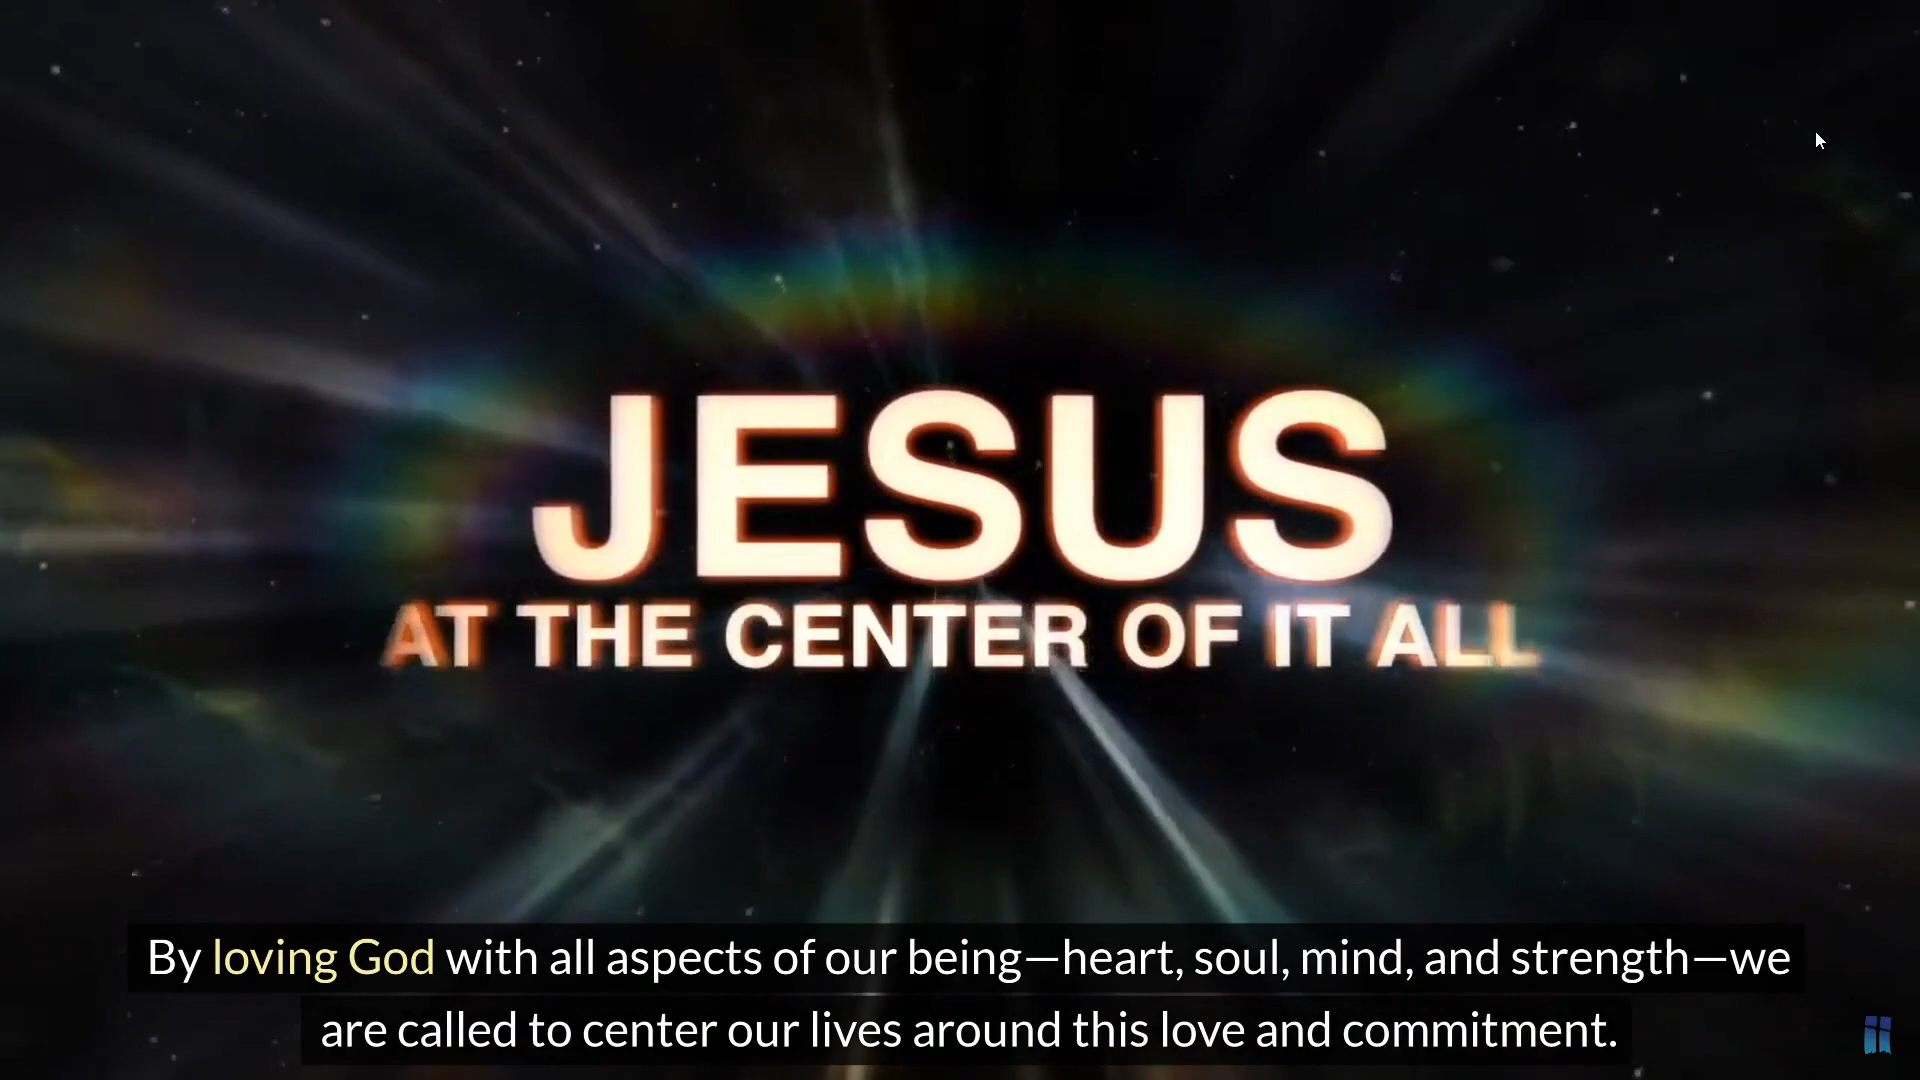 JESUS
AT THE CENTER OF IT ALL
By loving God with all aspects of our being—heart, soul, mind, and strength—we
are called to center our lives around this love and commitment.